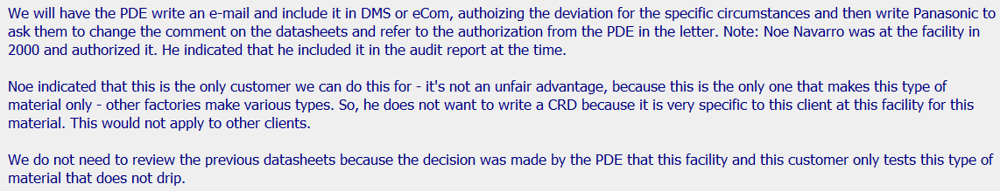 We will have the PDE write an e-mail and include it in DMS or eCom, authoizing the deviation for the specific circumstances and then write Panasonic to
ask them to change the comment on the datasheets and refer to the authorization from the PDE in the letter. Note: Noe Navarro was at the facility in
2000 and authorized it. He indicated that he included it in the audit report at the time.

Noe indicated that this is the only customer we can do this for - it's not an unfair advantage, because this is the only one that makes this type of
material only - other factories make various types. So, he does not want to write a CRD because it is very specific to this client at this facility for this
material. This would not apply to other clients.

We do not need to review the previous datasheets because the decision was made by the PDE that this facility and this customer only tests this type of
material that does not drip.